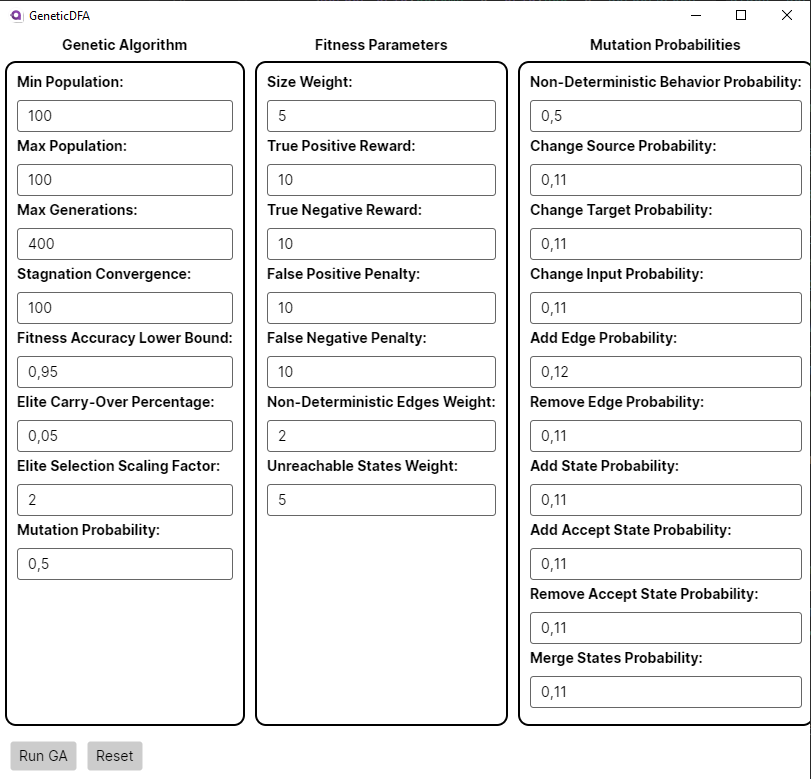 GeneticDFA
Genetic Algorithm
Min Population:
100
Max Population:
100
Max Generations:
400
Stagnation Convergence:
100
Fitness Accuracy Lower Bound:
0,95
Elite Carry-Over Percentage:
0,05
Elite Selection Scaling Factor:
2
Mutation Probability:
0,5
Fitness Parameters
Size Weight:
5
True Positive Reward:
10
True Negative Reward:
10
False Positive Penalty:
10
False Negative Penalty:
10
Non-Deterministic Edges Weight:
2
Unreachable States Weight:
5
Mutation Probabilities
Non-Deterministic Behavior Probability:
0,5
Change Source Probability:
0,11
Change Target Probability:
0,11
Change Input Probability:
0,11
Add Edge Probability:
0,12
Remove Edge Probability:
0,11
Add State Probability:
0,11
Add Accept State Probability:
0,11
Remove Accept State Probability:
0,11
Merge States Probability:
0,11
Run GA
Reset